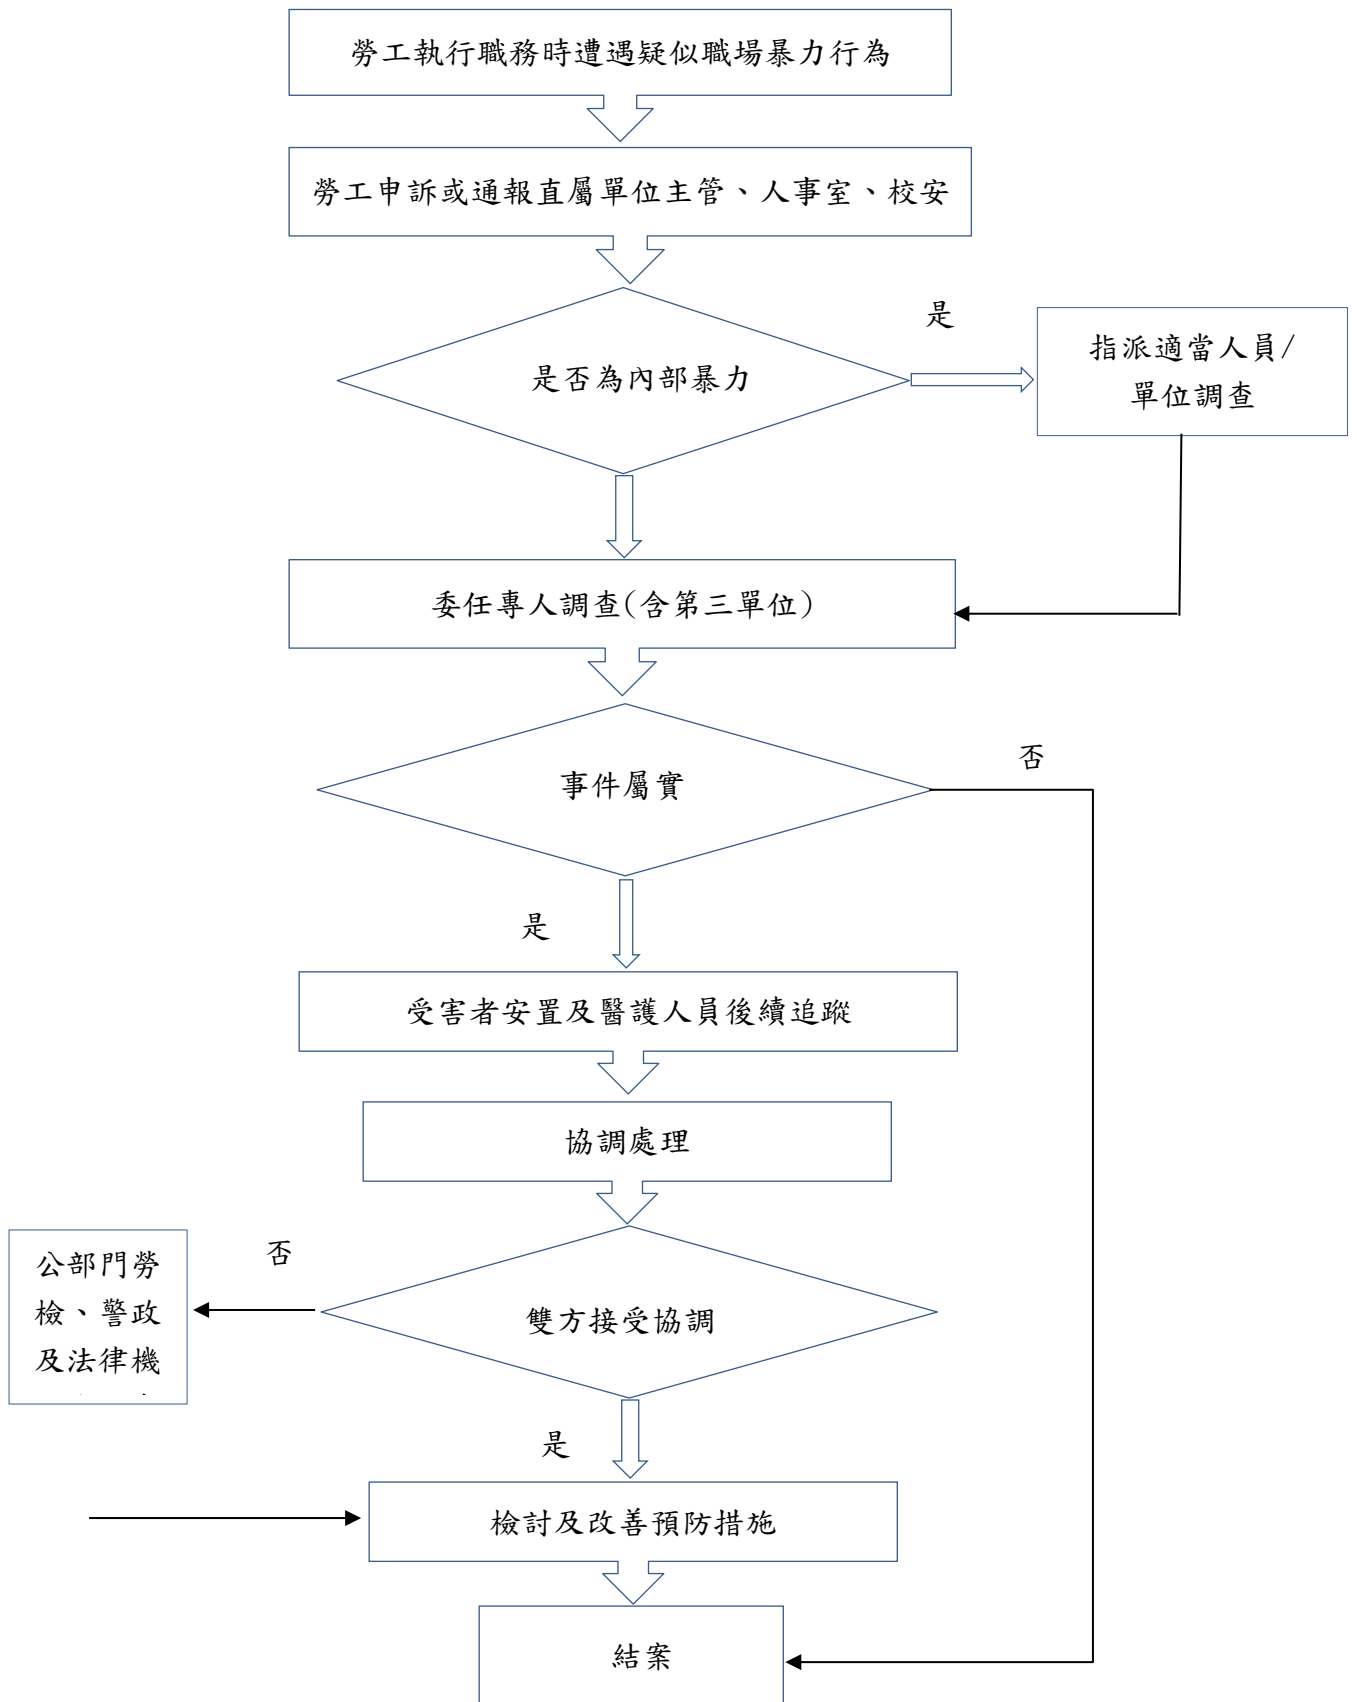 勞工執行職務時遭遇疑似職場暴力行為
勞工申訴或通報直屬單位主管、人事室、校安
是否為內部暴力
是
指派適當人員/
單位調查
委任專人調查(含第三單位)
事件屬實
否
是
受害者安置及醫護人員後續追蹤
協調處理
雙方接受協調
否
公部門勞
檢、警政
及法律機
是
檢討及改善預防措施
結案